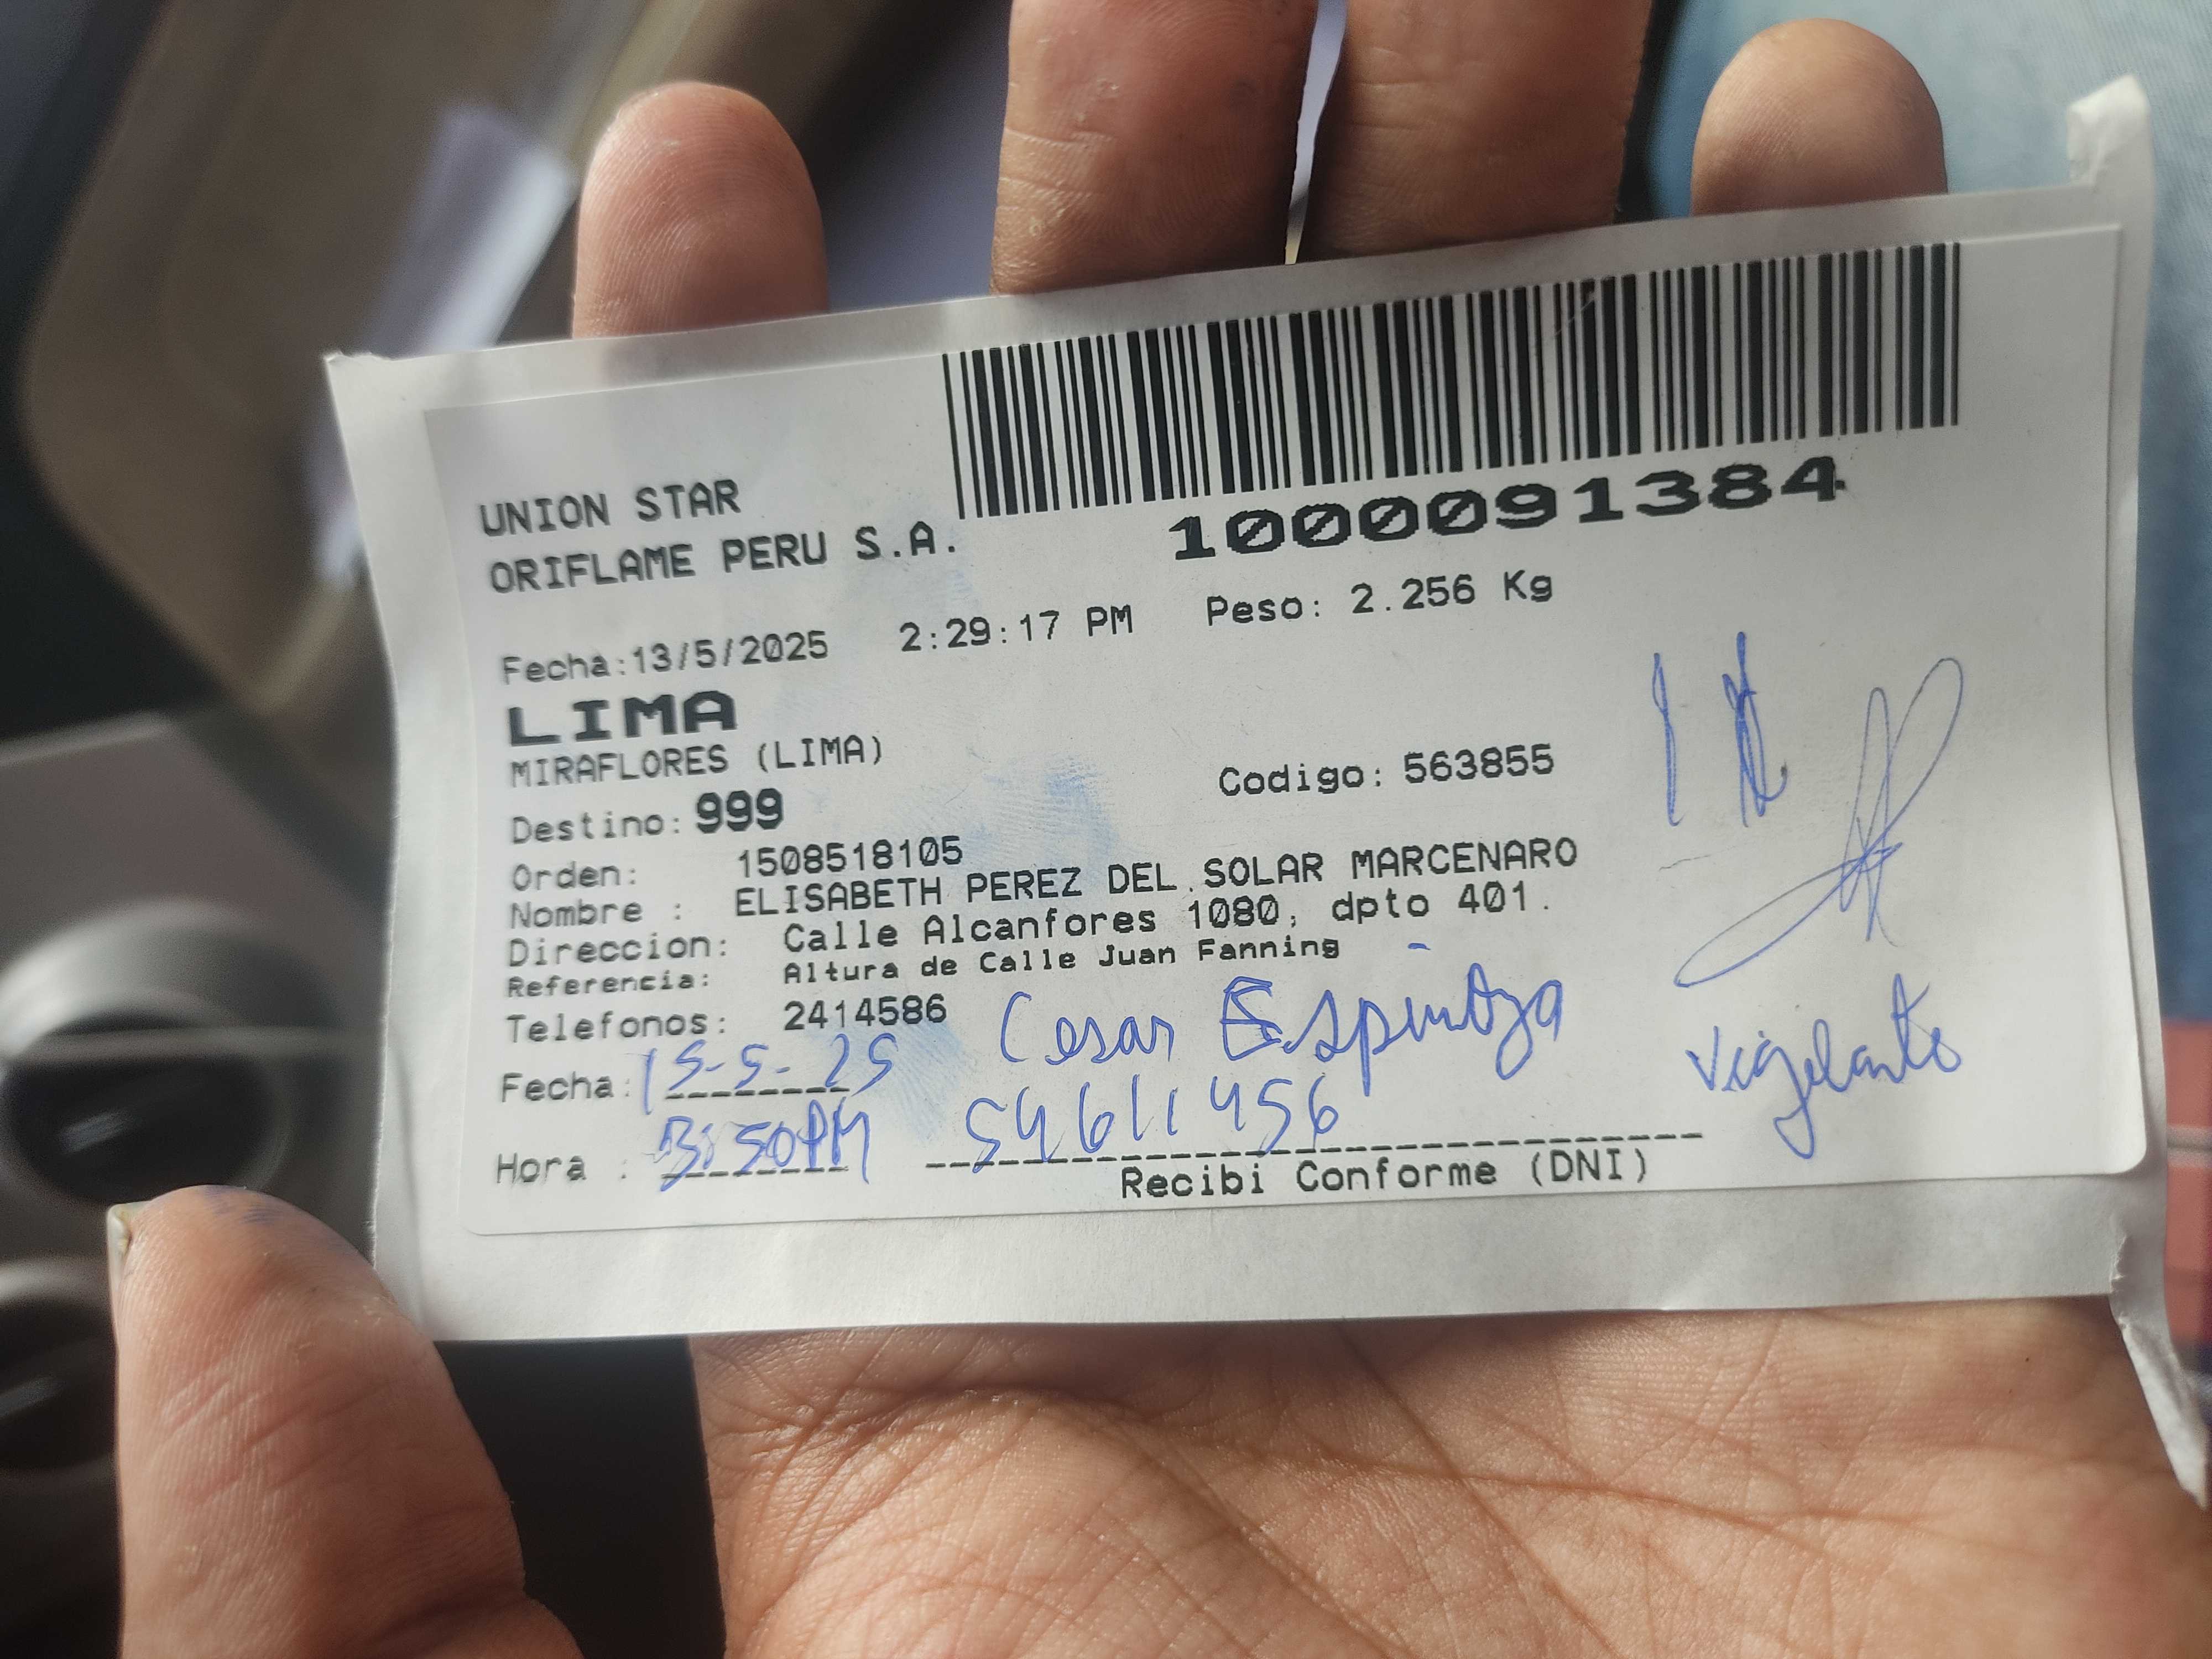 UNION STAR
ORIFLAME PERU S.A.
1000091384
Fecha:13/5/2025 2:29:17 PM Peso: 2.256 Kg
LIMA
MIRAFLORES (LIMA)
Destino: 999 Codigo: 563855
Orden: 1508518105
Nombre : ELISABETH PEREZ DEL SOLAR MARCENARO
Direccion: Calle Alcanfores 1080, dpto 401.
Referencia: Altura de Calle Juan Fanning
Telefonos: 2414586
Cesar Espinoza
Vigilante
Fecha: 15-5-25
Hora : 3:50PM
54611456
Recibi Conforme (DNI)